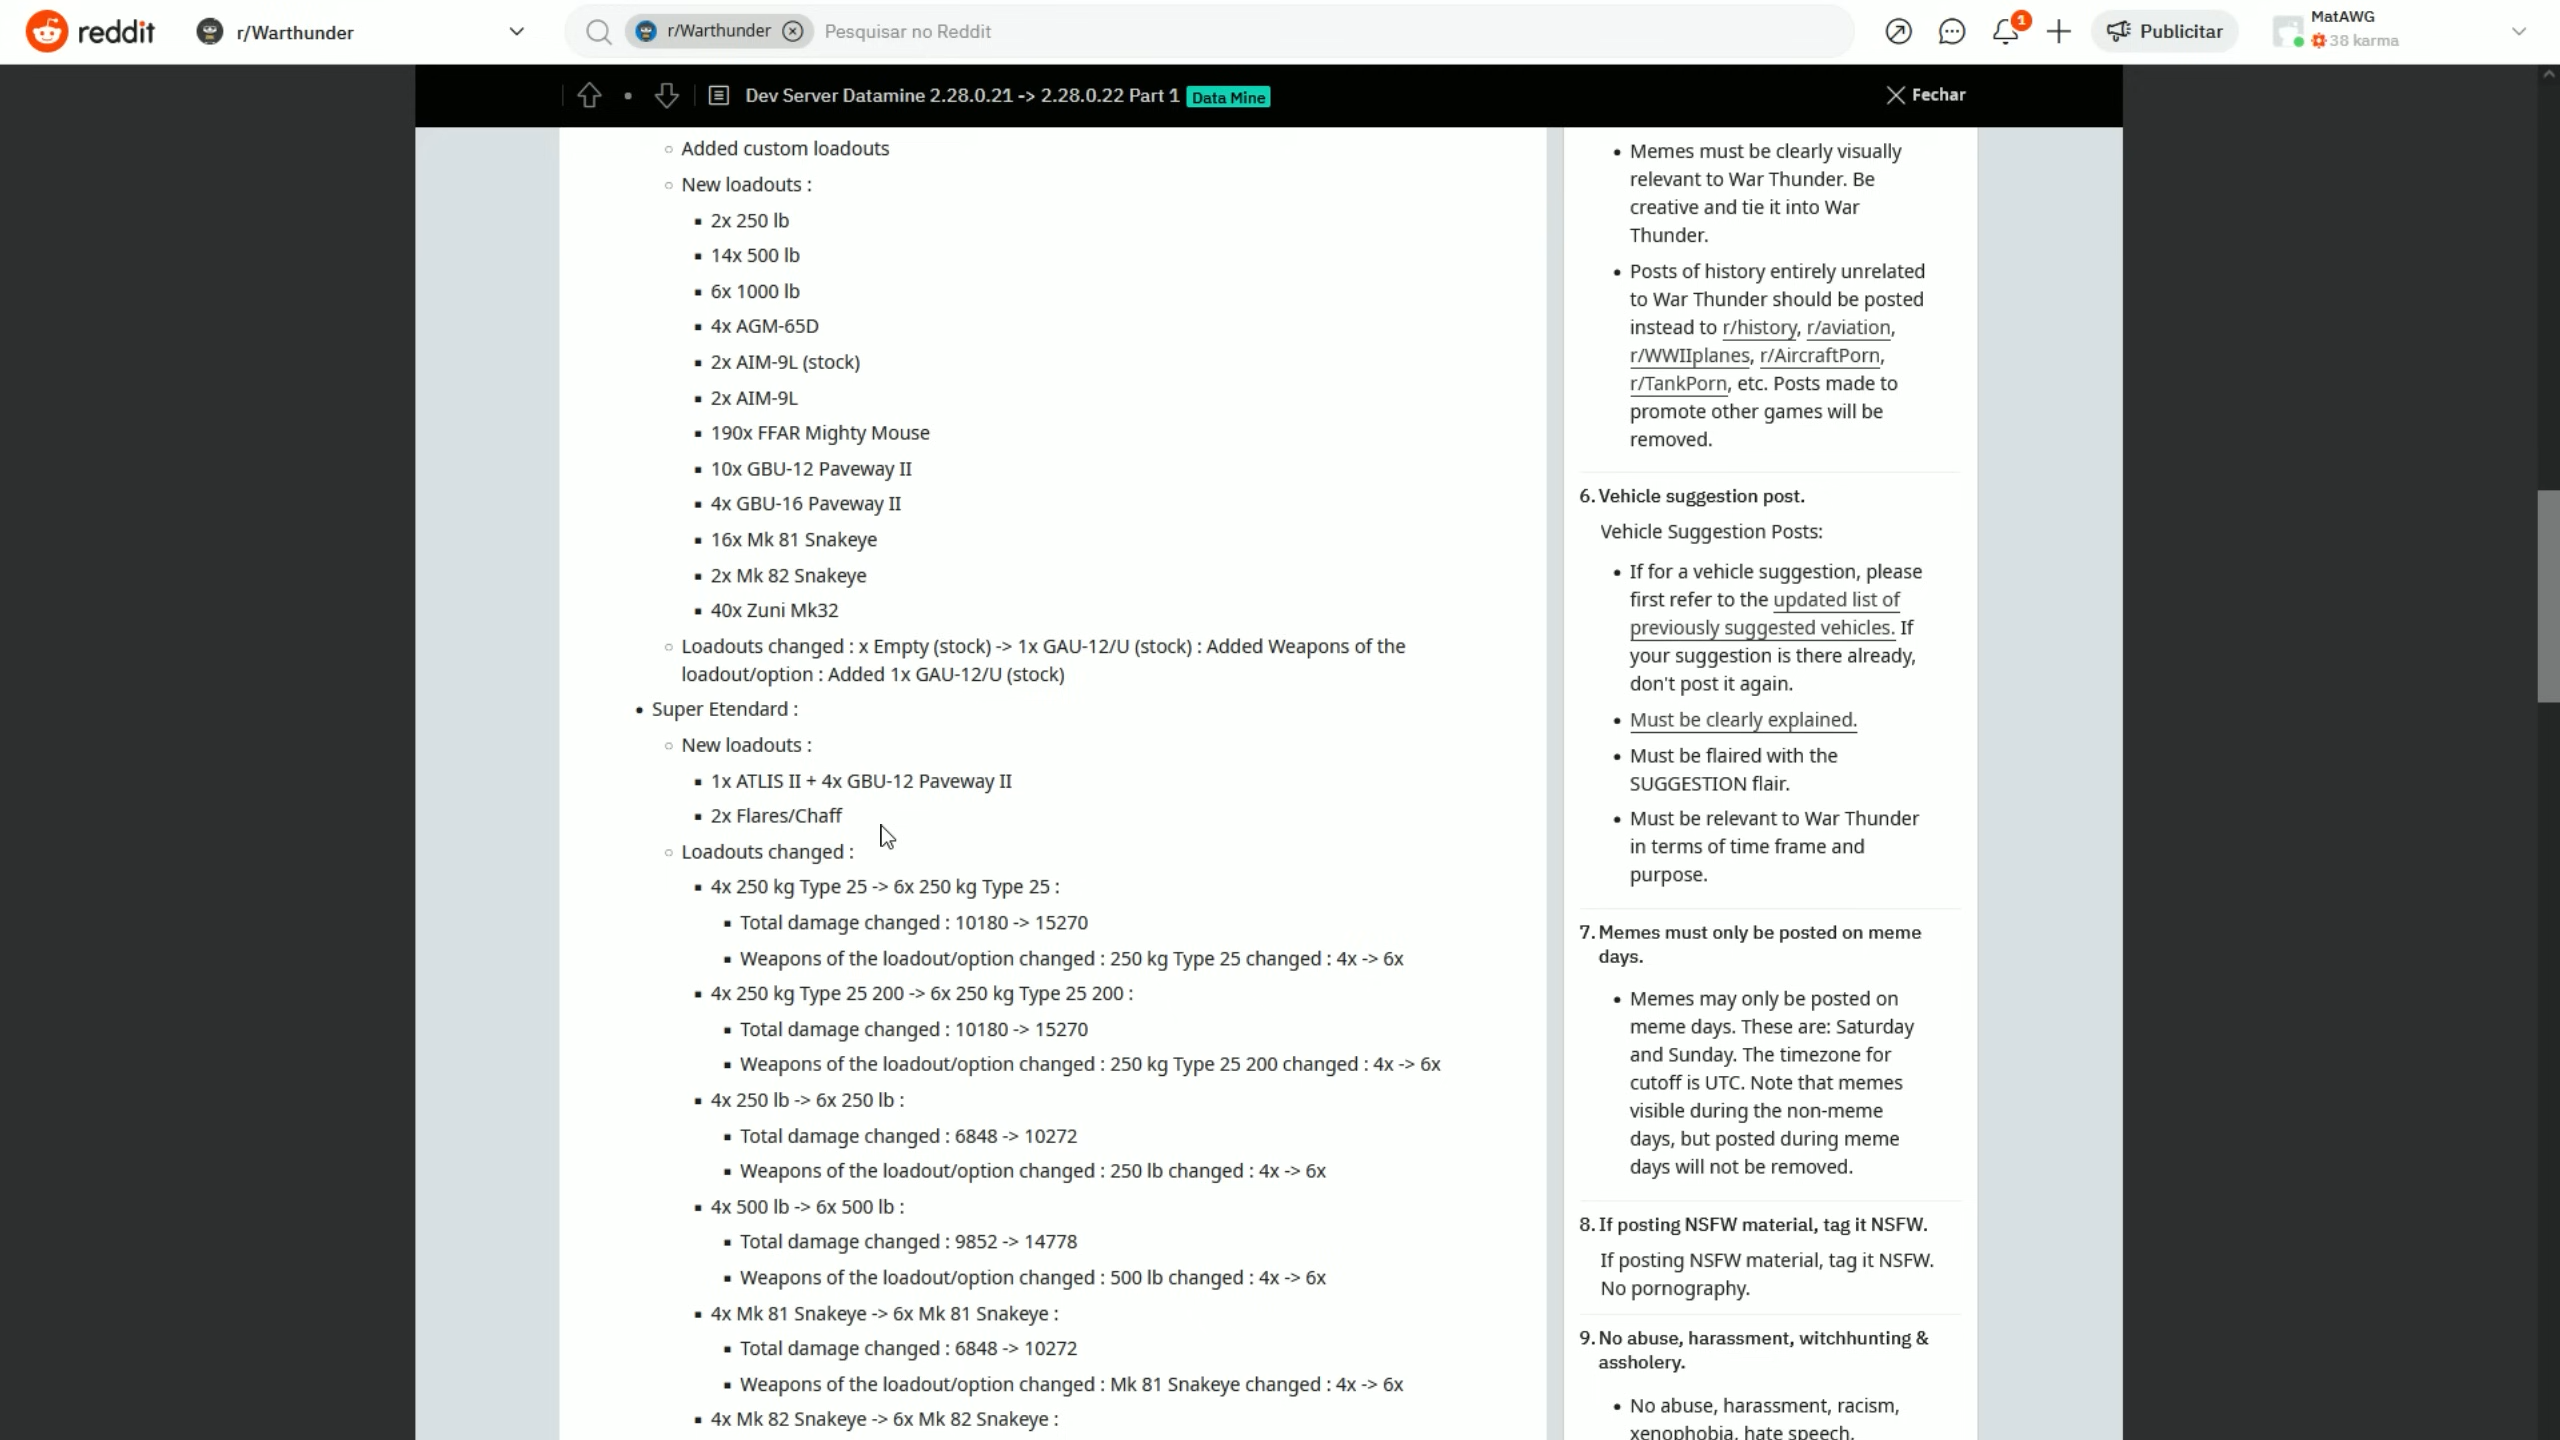 reddit
r/Warthunder
r/Warthunder
Pesquisar no Reddit
1
Publicitar
MatAWG
38 karma
Dev Server Datamine 2.28.0.21 -> 2.28.0.22 Part 1 Data Mine
Fechar
Added custom loadouts
New loadouts :
2x 250 lb
14x 500 lb
6x 1000 lb
4x AGM-65D
2x AIM-9L (stock)
2x AIM-9L
190x FFAR Mighty Mouse
10x GBU-12 Paveway II
4x GBU-16 Paveway II
16x Mk 81 Snakeye
2x Mk 82 Snakeye
40x Zuni Mk32
Loadouts changed : x Empty (stock) -> 1x GAU-12/U (stock) : Added Weapons of the
loadout/option : Added 1x GAU-12/U (stock)
Super Etendard :
New loadouts :
1x ATLIS II + 4x GBU-12 Paveway II
2x Flares/Chaff
Loadouts changed :
4x 250 kg Type 25 -> 6x 250 kg Type 25 :
Total damage changed : 10180 -> 15270
Weapons of the loadout/option changed : 250 kg Type 25 changed : 4x -> 6x
4x 250 kg Type 25 200 -> 6x 250 kg Type 25 200 :
Total damage changed : 10180 -> 15270
Weapons of the loadout/option changed : 250 kg Type 25 200 changed : 4x -> 6x
4x 250 lb -> 6x 250 lb :
Total damage changed : 6848 -> 10272
Weapons of the loadout/option changed : 250 lb changed : 4x -> 6x
4x 500 lb -> 6x 500 lb :
Total damage changed : 9852 -> 14778
Weapons of the loadout/option changed : 500 lb changed : 4x -> 6x
4x Mk 81 Snakeye -> 6x Mk 81 Snakeye :
Total damage changed : 6848 -> 10272
Weapons of the loadout/option changed : Mk 81 Snakeye changed : 4x -> 6x
4x Mk 82 Snakeye -> 6x Mk 82 Snakeye :
Memes must be clearly visually
relevant to War Thunder. Be
creative and tie it into War
Thunder.
Posts of history entirely unrelated
to War Thunder should be posted
instead to r/history, r/aviation,
r/WWIIplanes, r/AircraftPorn,
r/TankPorn, etc. Posts made to
promote other games will be
removed.
6. Vehicle suggestion post.
Vehicle Suggestion Posts:
If for a vehicle suggestion, please
first refer to the updated list of
previously suggested vehicles. If
your suggestion is there already,
don't post it again.
Must be clearly explained.
Must be flaired with the
SUGGESTION flair.
Must be relevant to War Thunder
in terms of time frame and
purpose.
7. Memes must only be posted on meme
days.
Memes may only be posted on
meme days. These are: Saturday
and Sunday. The timezone for
cutoff is UTC. Note that memes
visible during the non-meme
days, but posted during meme
days will not be removed.
8. If posting NSFW material, tag it NSFW.
If posting NSFW material, tag it NSFW.
No pornography.
9. No abuse, harassment, witchhunting &
assholery.
No abuse, harassment, racism,
xenophobia, hate speech,